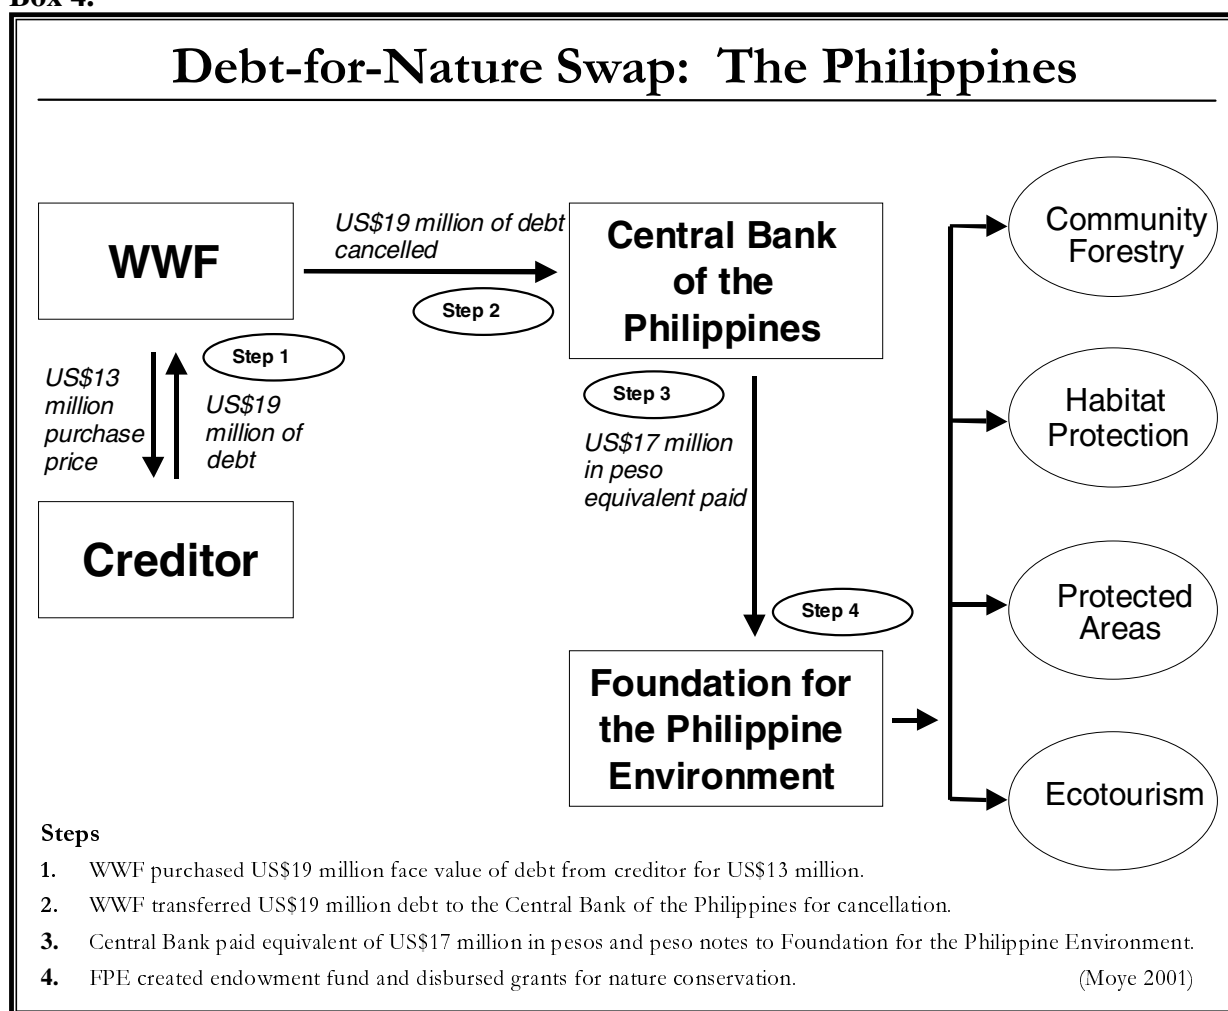 Box 4.
Debt-for-Nature Swap: The Philippines
WWF
US$19 million of debt
cancelled
Step 2
Central Bank
of the
Philippines
Community
Forestry
Step 1
US$13
million
purchase
price
US$19
million of
debt
Step 3
US$17 million
in peso
equivalent paid
Habitat
Protection
Creditor
Step 4
Protected
Areas
Foundation for
the Philippine
Environment
Ecotourism
Steps
1. WWF purchased US$19 million face value of debt from creditor for US$13 million.
2. WWF transferred US$19 million debt to the Central Bank of the Philippines for cancellation.
3. Central Bank paid equivalent of US$17 million in pesos and peso notes to Foundation for the Philippine Environment.
4. FPE created endowment fund and disbursed grants for nature conservation. (Moye 2001)